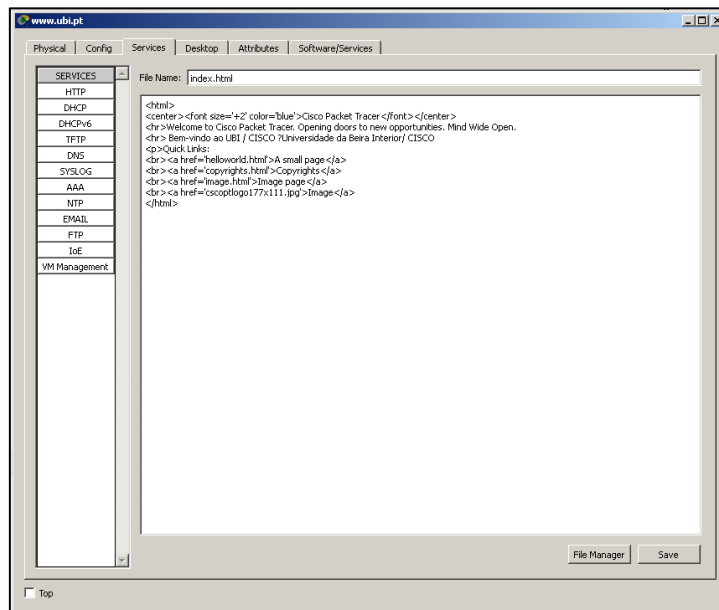 www.ubi.pt
Physical Config Services Desktop Attributes Software/Services
SERVICES
HTTP
DHCP
DHCPv6
TFTP
DNS
SYSLOG
AAA
NTP
EMAIL
FTP
IoE
VM Management
File Name: index.html
<html>
<center><font size='+2' color='blue'>Cisco Packet Tracer</font></center>
<hr>Welcome to Cisco Packet Tracer. Opening doors to new opportunities. Mind Wide Open.
<hr> Bem-vindo ao UBI / CISCO ?Universidade da Beira Interior/ CISCO
<p>Quick Links:
<br><a href='helloworld.html'>A small page</a>
<br><a href='copyrights.html'>Copyrights</a>
<br><a href='image.html'>Image page</a>
<br><a href='cscoptlogo177x111.jpg'>Image</a>
</html>
File Manager Save
Top